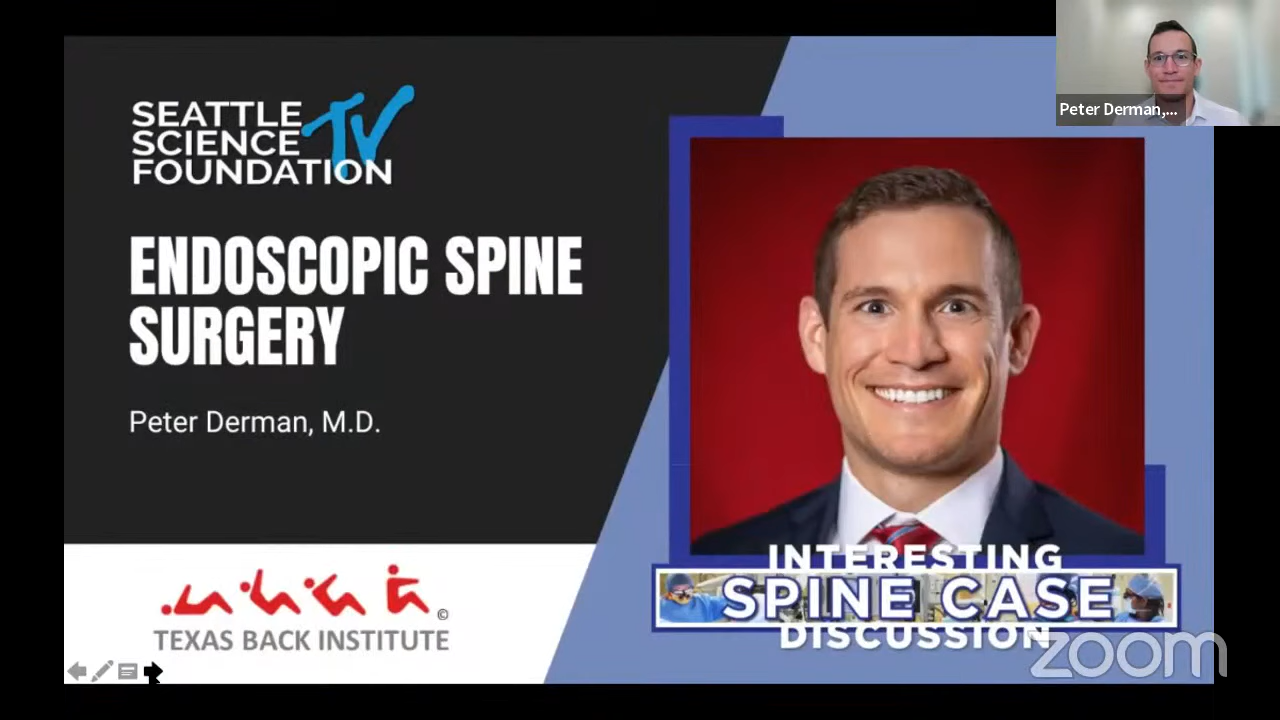 SEATTLE
SCIENCE
FOUNDATION
TV
ENDOSCOPIC SPINE
SURGERY
Peter Derman, M.D.
TEXAS BACK INSTITUTE
©
Peter Derman,...
INTERESTING
SPINE CASE
DISCUSSION
zoom